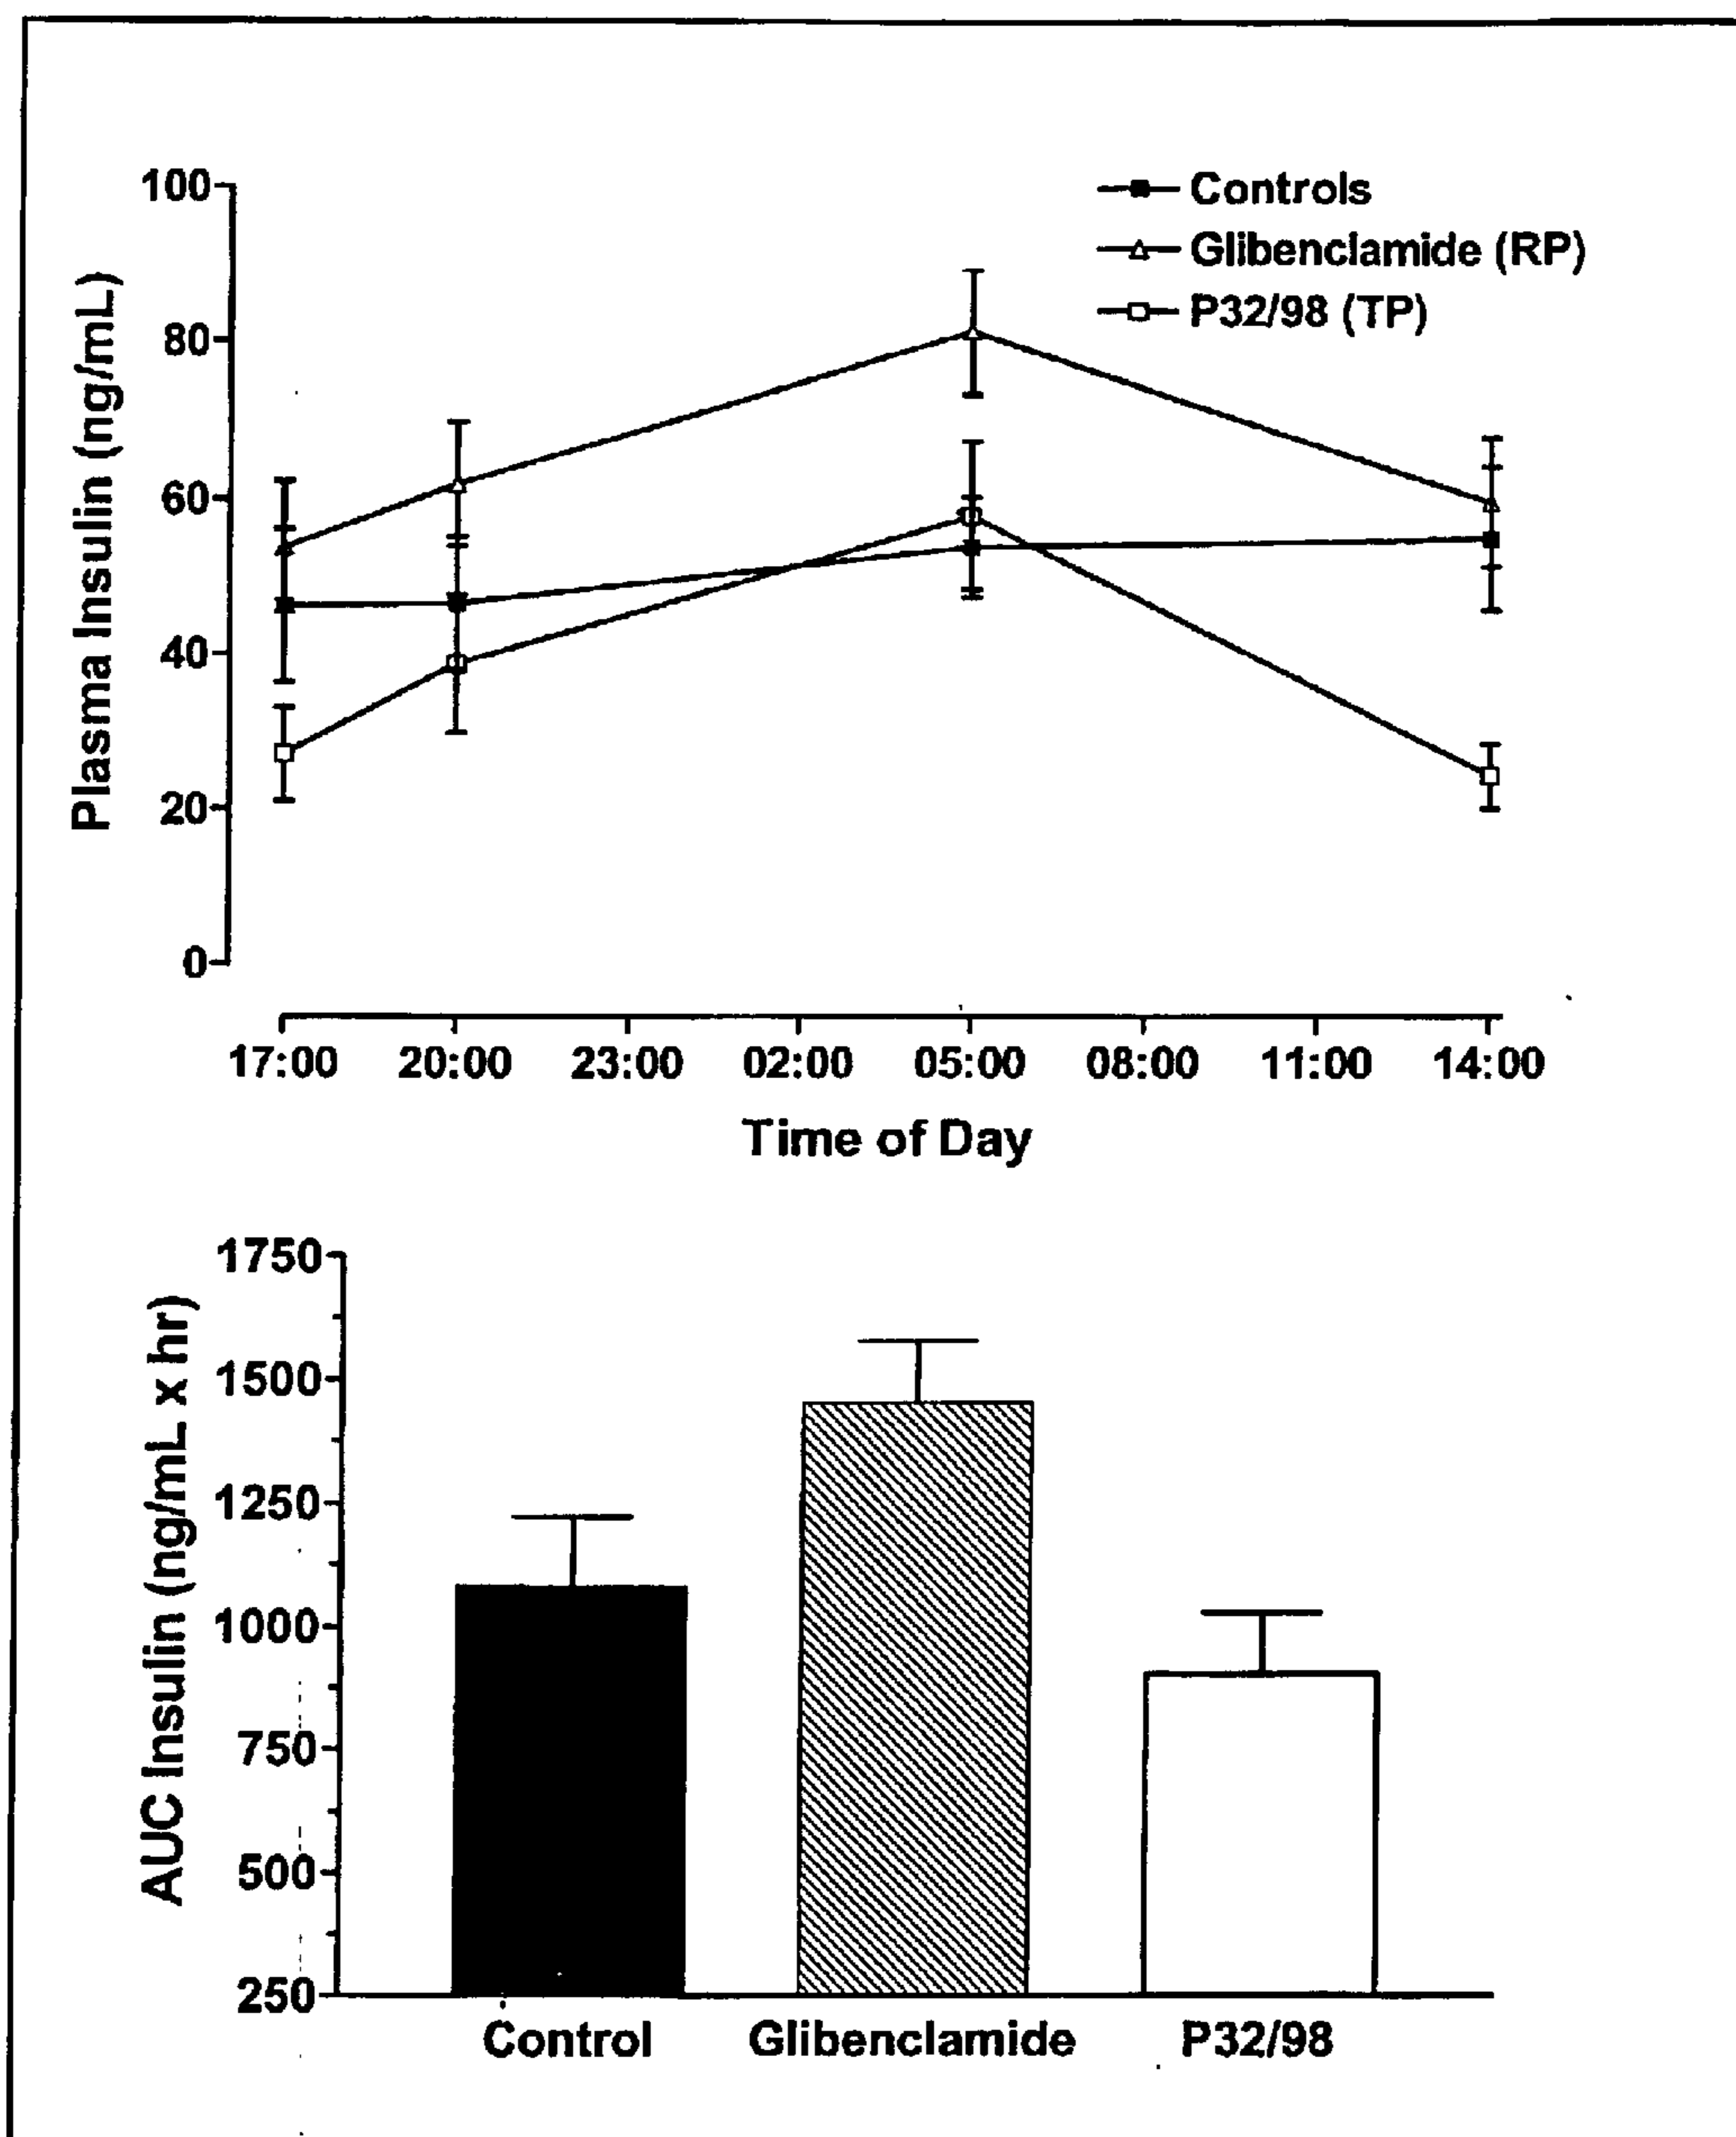 Controls
Glibenclamide (RP)
P32/98 (TP)
Plasma Insulin (ng/mL)
100
80
60
40
20
0
17:00 20:00 23:00 02:00 05:00 08:00 11:00 14:00
Time of Day
AUC Insulin (ng/mL x hr)
1750
1500
1250
1000
750
500
250
Control Glibenclamide P32/98